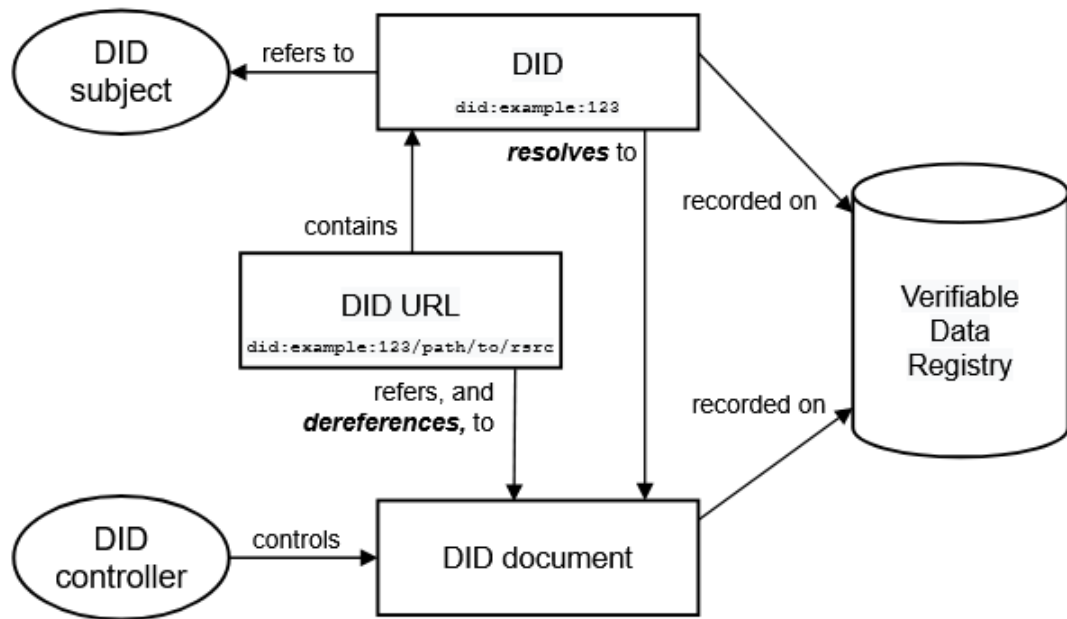 DID
subject
refers to
DID
did:example:123
resolves to
recorded on
contains
DID URL
did:example:123/path/to/rsrc
Verifiable
Data
Registry
refers, and
dereferences, to
recorded on
DID
controller
controls
DID document